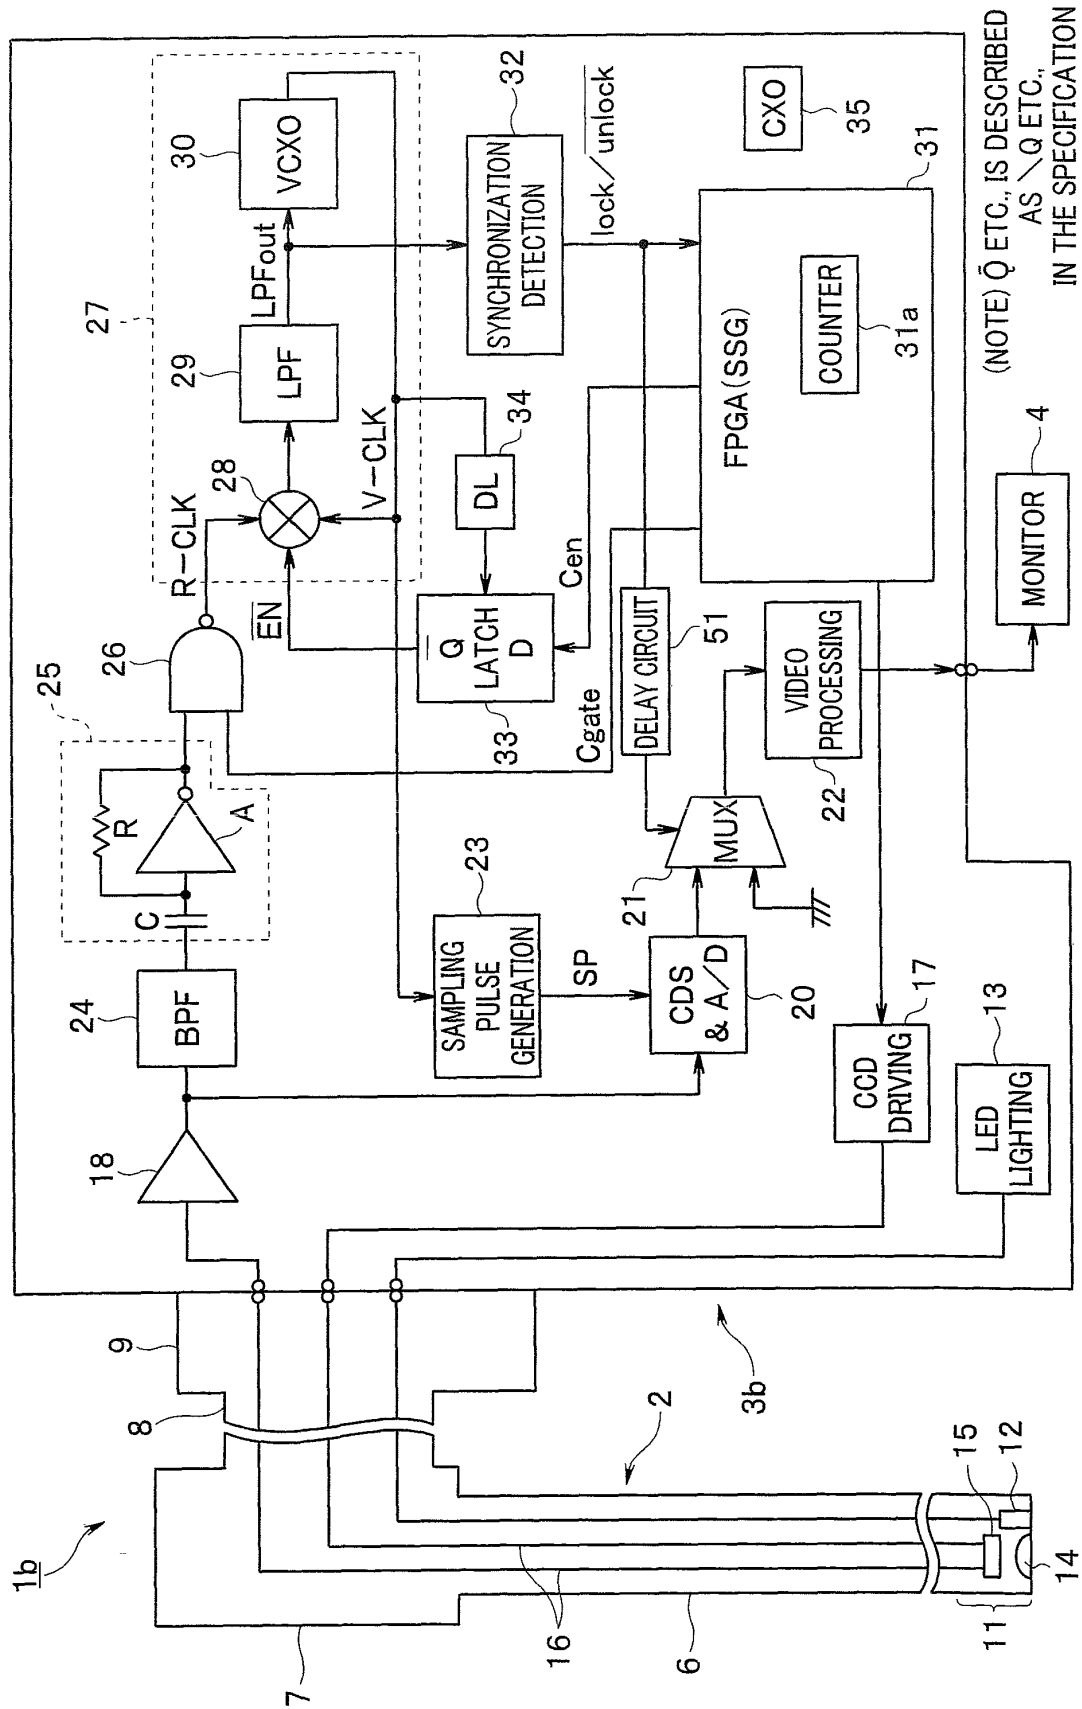 1b
7
8
9
18
24
BPF
C
25
R
A
26
R-CLK
27
28
29
LPF
LPFout
30
VCXO
V-CLK
E̅N̅
Q̅
LATCH
D
33
DL
34
SYNCHRONIZATION
DETECTION
32
lock/u̅n̅l̅o̅c̅k̅
SAMPLING
PULSE
GENERATION
23
SP
Cgate
Cen
CDS
& A/D
20
21
MUX
DELAY CIRCUIT
51
FPGA(SSG)
COUNTER
31a
31
CXO
35
VIDEO
PROCESSING
22
CCD
DRIVING
17
LED
LIGHTING
13
MONITOR
4
3b
2
16
6
15
12
14
11
(NOTE) Q̅ ETC., IS DESCRIBED
AS \Q ETC.,
IN THE SPECIFICATION